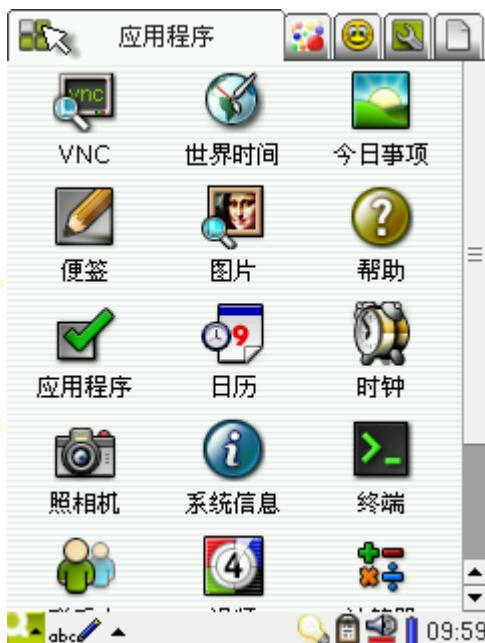 应用程序
vnc
VNC 世界时间 今日事项
便签 图片 帮助
9
应用程序 日历 时钟
照相机 系统信息 终端
4
abc 09:59